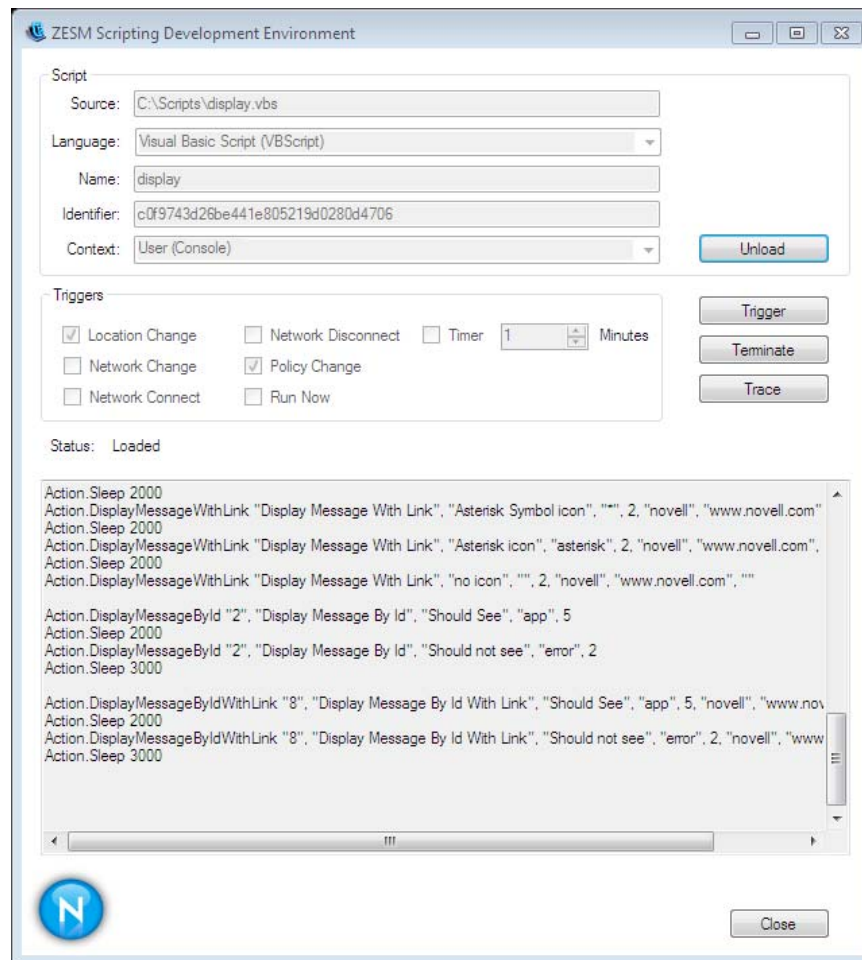 ZESM Scripting Development Environment
Script
Source: C:\Scripts\display.vbs
Language: Visual Basic Script (VBScript)
Name: display
Identifier: c0f9743d26be441e805219d0280d4706
Context: User (Console)
Unload
Triggers
Location Change Network Disconnect Timer 1 Minutes
Network Change Policy Change
Network Connect Run Now
Trigger
Terminate
Trace
Status: Loaded
Action.Sleep 2000
Action.DisplayMessageWithLink "Display Message With Link", "Asterisk Symbol icon", "*", 2, "novell", "www.novell.com"
Action.Sleep 2000
Action.DisplayMessageWithLink "Display Message With Link", "Asterisk icon", "asterisk", 2, "novell", "www.novell.com",
Action.Sleep 2000
Action.DisplayMessageWithLink "Display Message With Link", "no icon", "", 2, "novell", "www.novell.com", ""
Action.DisplayMessageById "2", "Display Message By Id", "Should See", "app", 5
Action.Sleep 2000
Action.DisplayMessageById "2", "Display Message By Id", "Should not see", "error", 2
Action.Sleep 3000
Action.DisplayMessageByIdWithLink "8", "Display Message By Id With Link", "Should See", "app", 5, "novell", "www.nov
Action.Sleep 2000
Action.DisplayMessageByIdWithLink "8", "Display Message By Id With Link", "Should not see", "error", 2, "novell", "www
Action.Sleep 3000
N
Close